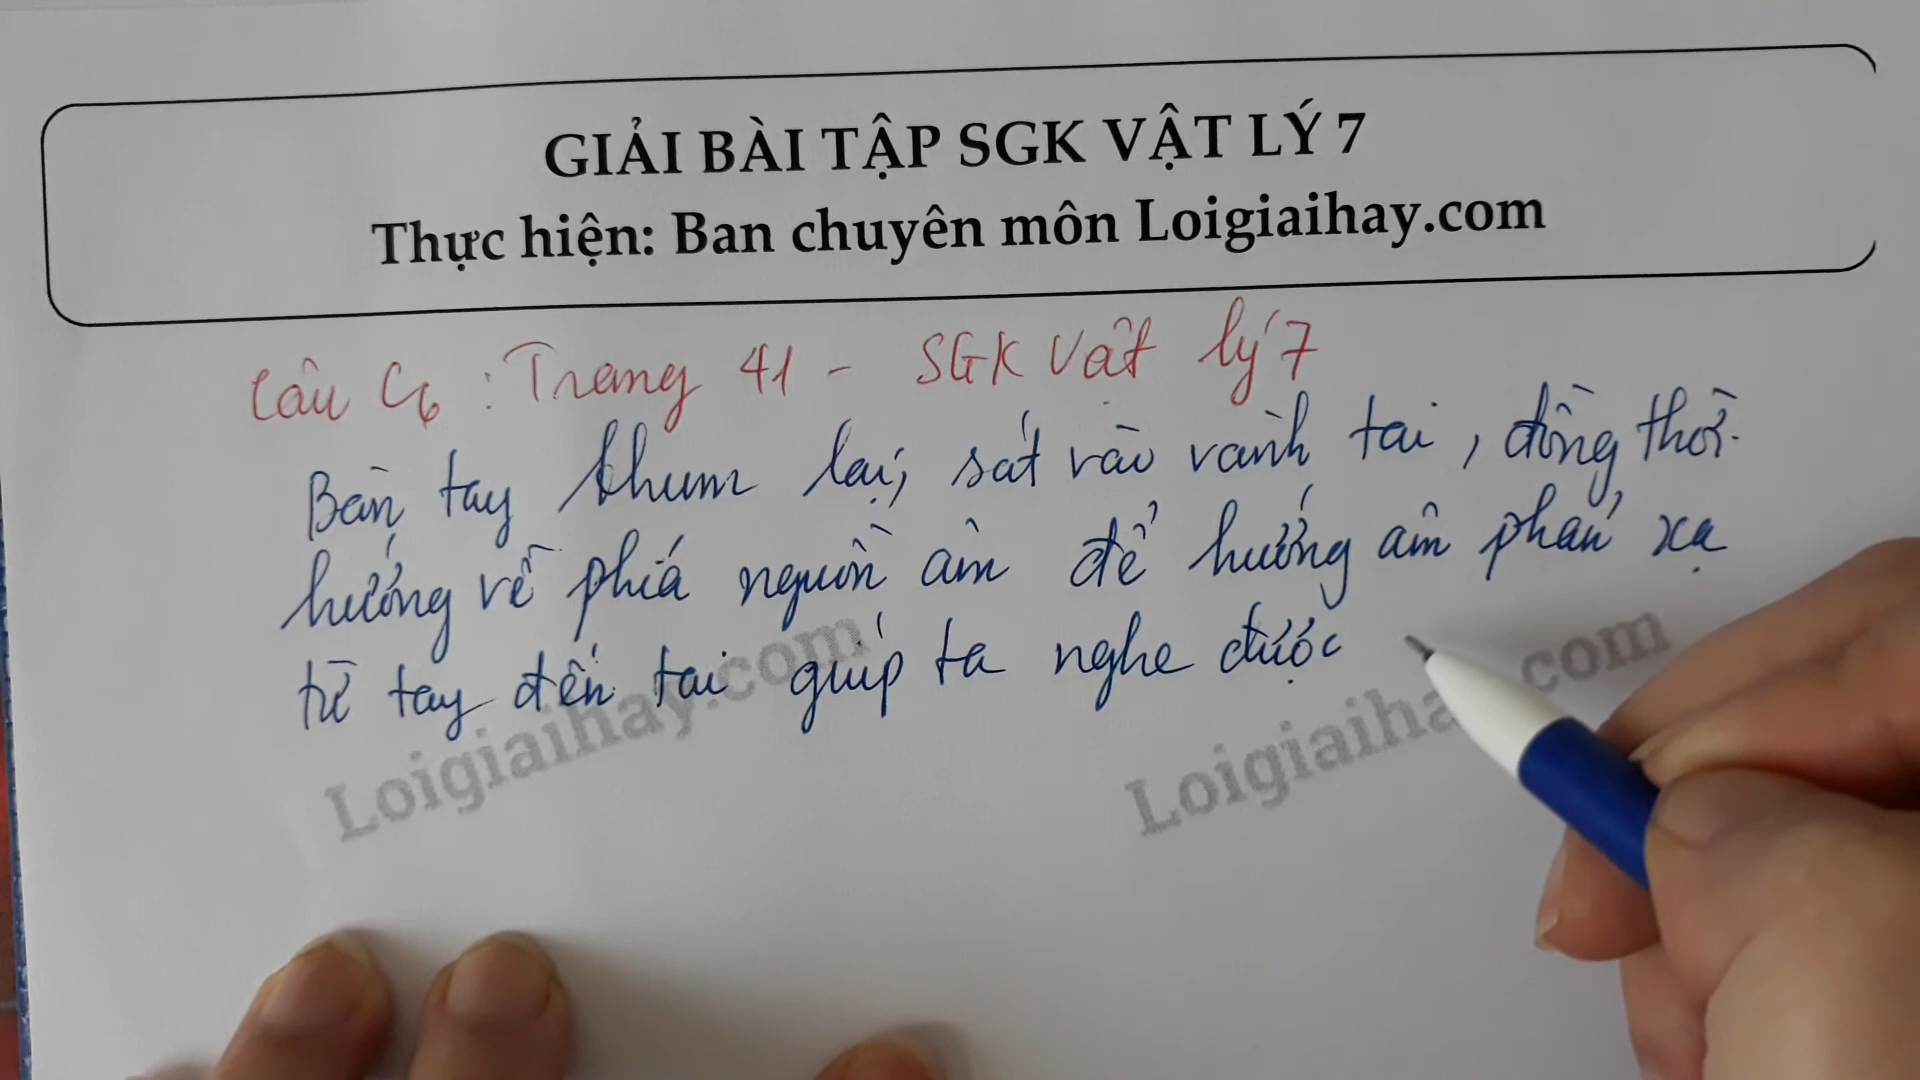 GIẢI BÀI TẬP SGK VẬT LÝ 7
Thực hiện: Ban chuyên môn Loigiaihay.com
Câu C6 : Trang 41 - SGK Vật lý 7
Bàn tay khum lại, sát vào vành tai, đồng thời
hướng về phía nguồn âm để hướng âm phản xạ
từ tay đến tai giúp ta nghe được
Loigiaihay.com
Loigiaihay.com